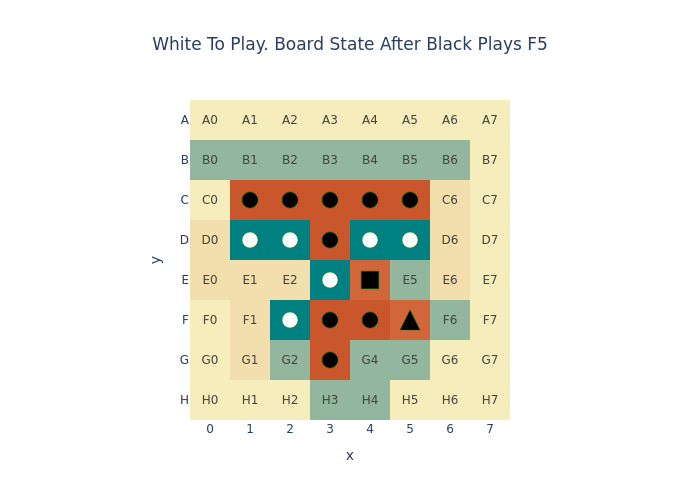 White To Play. Board State After Black Plays F5
A A0 A1 A2 A3 A4 A5 A6 A7
B B0 B1 B2 B3 B4 B5 B6 B7
C C0 C6 C7
D D0 D6 D7
y
E E0 E1 E2 E5 E6 E7
F F0 F1 F6 F7
G G0 G1 G2 G4 G5 G6 G7
H H0 H1 H2 H3 H4 H5 H6 H7
0 1 2 3 4 5 6 7
x